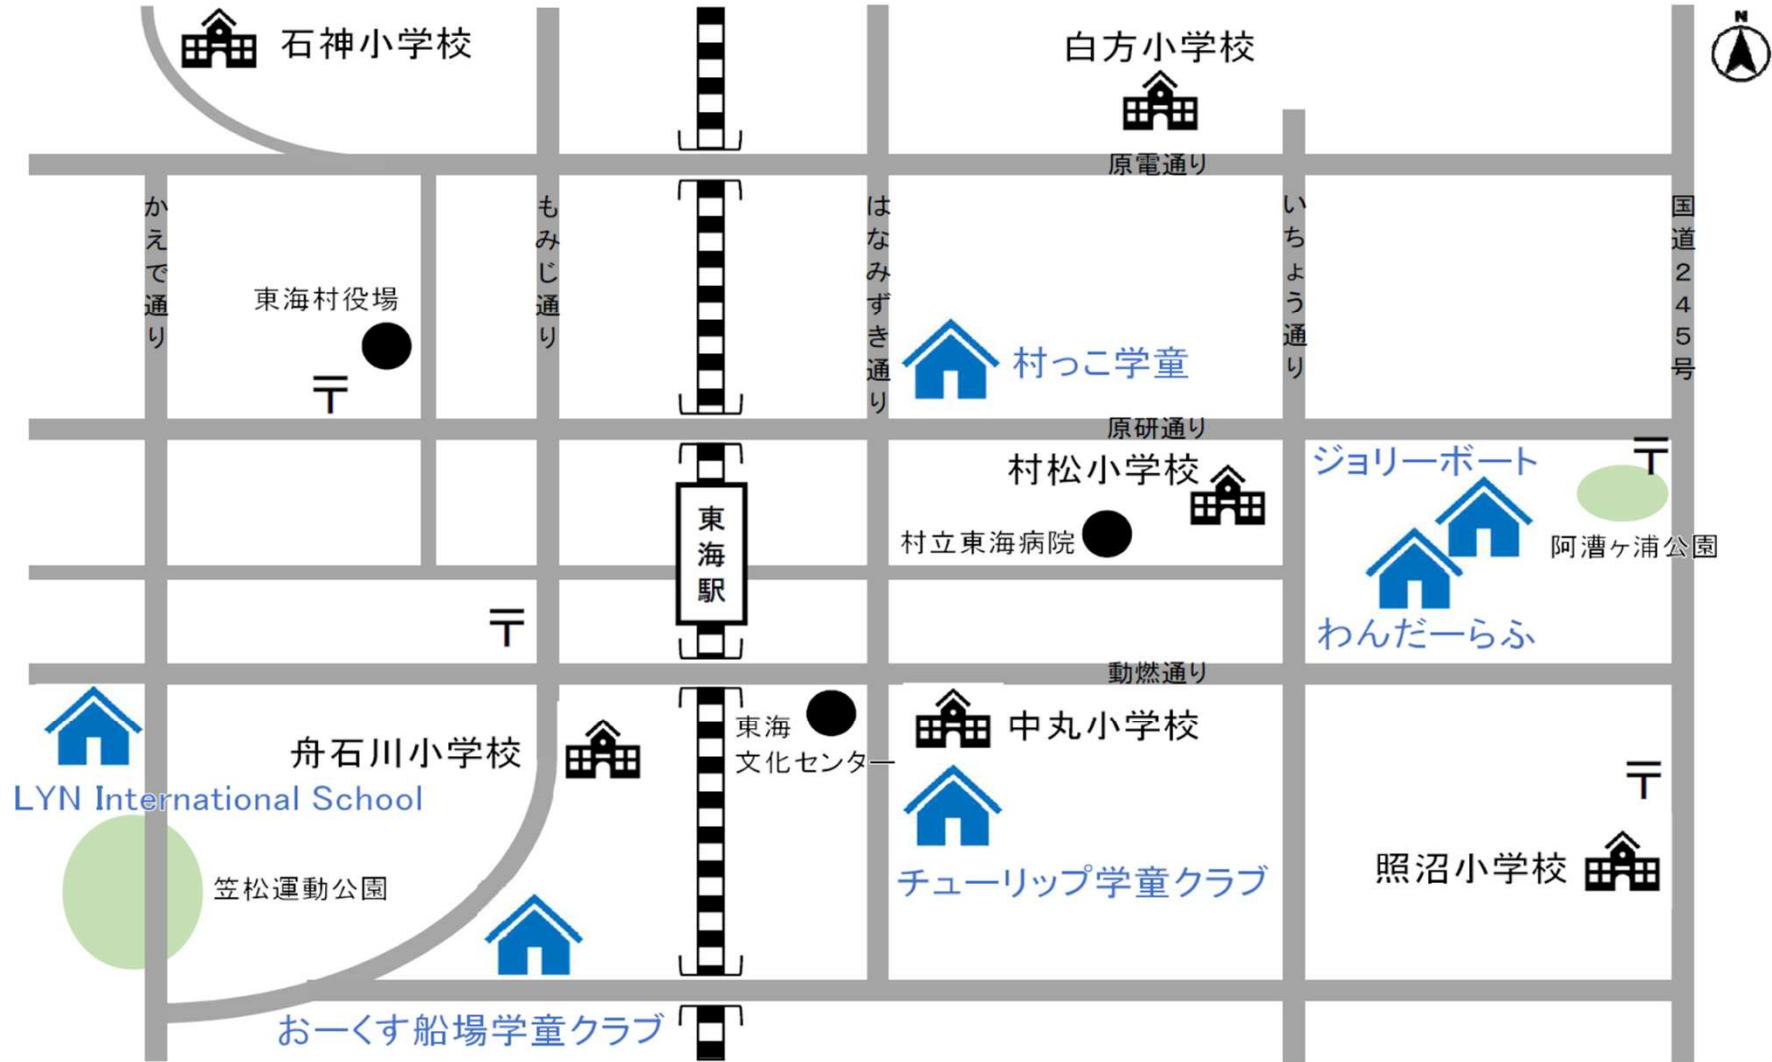 石神小学校
白方小学校
N
原電通り
かえで通り
もみじ通り
はなみずき通り
いちょう通り
国道245号
東海村役場
〒
村っこ学童
原研通り
村松小学校
ジョリーボート
〒
東海駅
村立東海病院
阿漕ヶ浦公園
〒
わんだーらふ
動燃通り
舟石川小学校
東海
文化センター
中丸小学校
LYN International School
〒
笠松運動公園
チューリップ学童クラブ
照沼小学校
おーくす船場学童クラブ